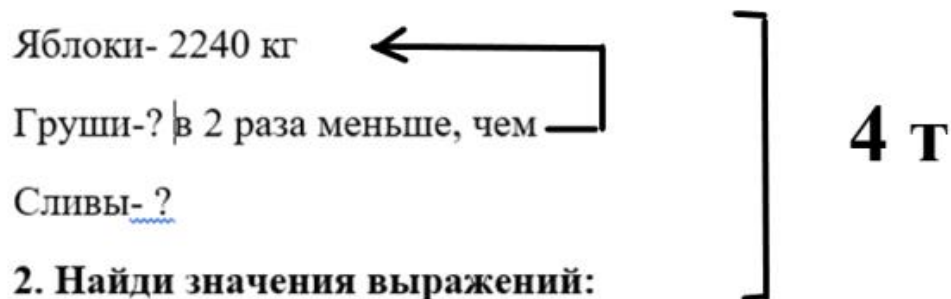 Яблоки- 2240 кг
Груши-? в 2 раза меньше, чем
4 т
Сливы- ?
2. Найди значения выражений: